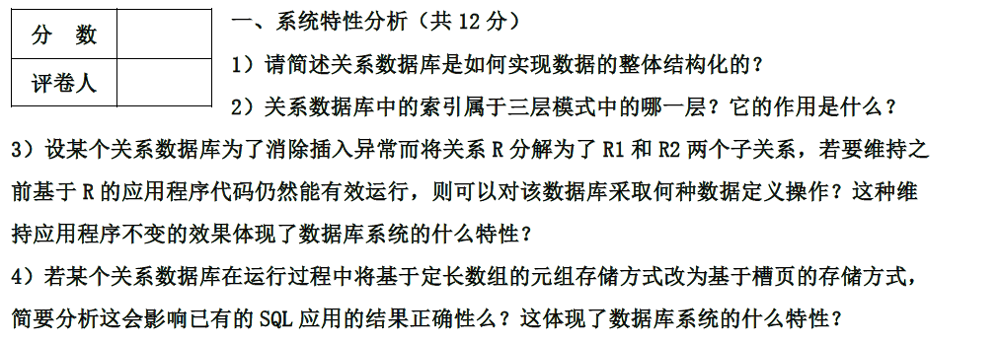 分　数
评卷人
一、系统特性分析（共 12 分）
1）请简述关系数据库是如何实现数据的整体结构化的？
2）关系数据库中的索引属于三层模式中的哪一层？它的作用是什么？
3）设某个关系数据库为了消除插入异常而将关系 R 分解为了 R1 和 R2 两个子关系，若要维持之
前基于 R 的应用程序代码仍然能有效运行，则可以对该数据库采取何种数据定义操作？这种维
持应用程序不变的效果体现了数据库系统的什么特性？
4）若某个关系数据库在运行过程中将基于定长数组的元组存储方式改为基于槽页的存储方式，
简要分析这会影响已有的 SQL 应用的结果正确性么？这体现了数据库系统的什么特性？